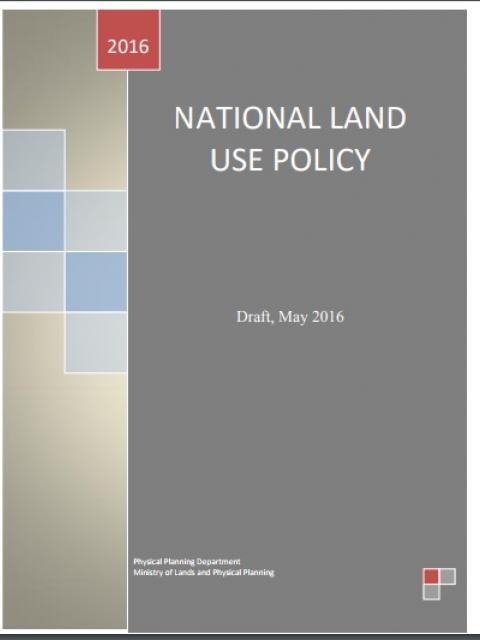 2016
NATIONAL LAND
USE POLICY
Draft, May 2016
Physical Planning Department
Ministry of Lands and Physical Planning